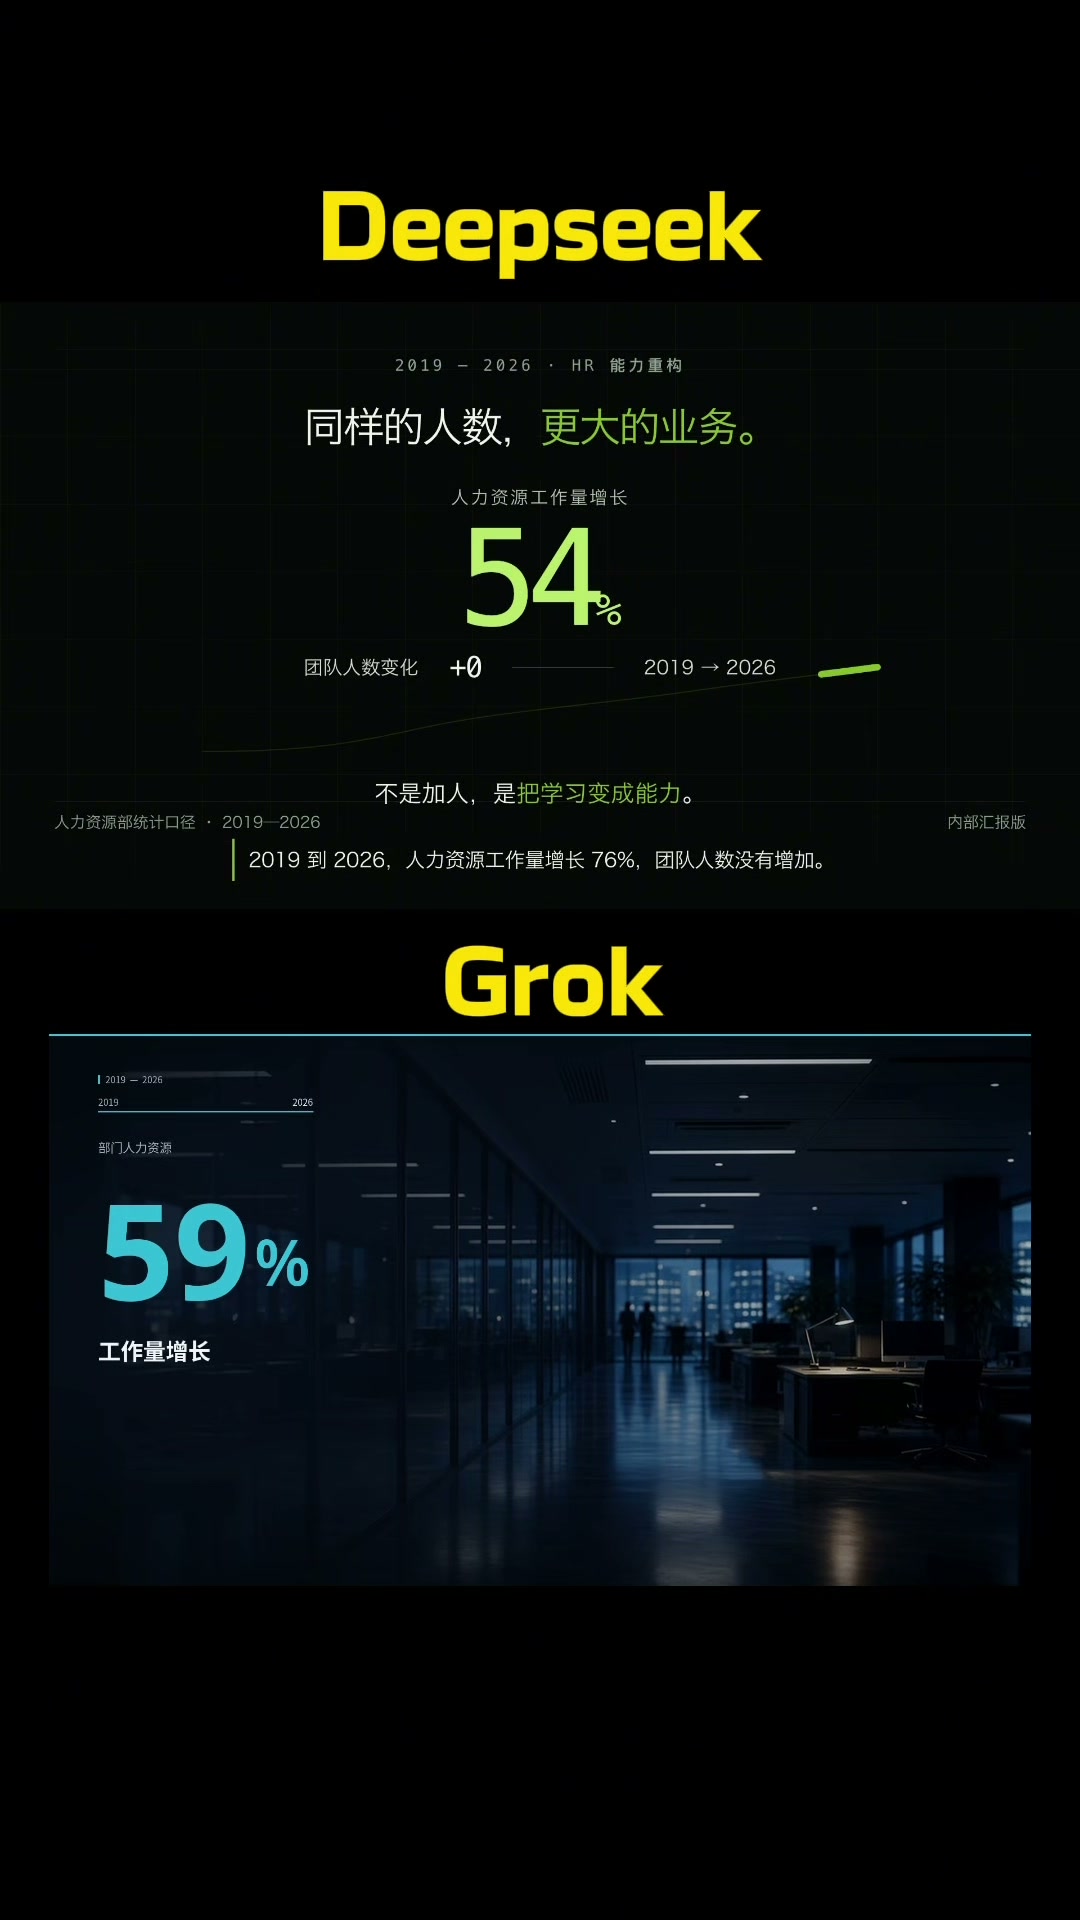 Deepseek
2019 — 2026 · HR 能力重构
同样的人数，更大的业务。
人力资源工作量增长
54%
团队人数变化 +0 2019 → 2026
不是加人，是把学习变成能力。
人力资源部统计口径 · 2019—2026
内部汇报版
2019 到 2026，人力资源工作量增长 76%，团队人数没有增加。
Grok
2019 — 2026
2019 2026
部门人力资源
59%
工作量增长